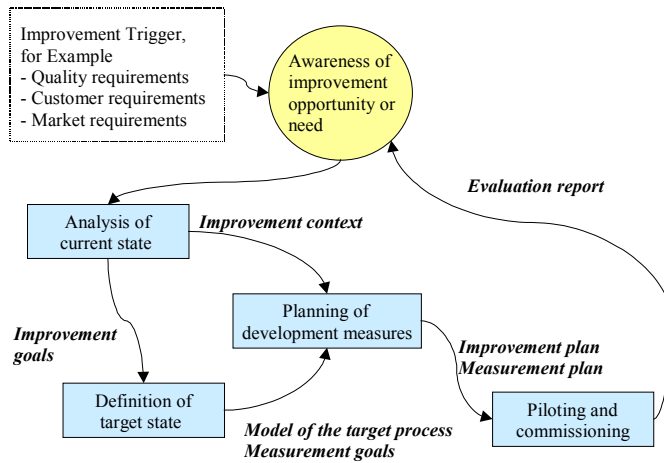 Improvement Trigger,
for Example
- Quality requirements
- Customer requirements
- Market requirements
Awareness of
improvement
opportunity or
need
Evaluation report
Analysis of
current state
Improvement context
Planning of
development measures
Improvement
goals
Improvement plan
Measurement plan
Definition of
target state
Model of the target process
Measurement goals
Piloting and
commissioning